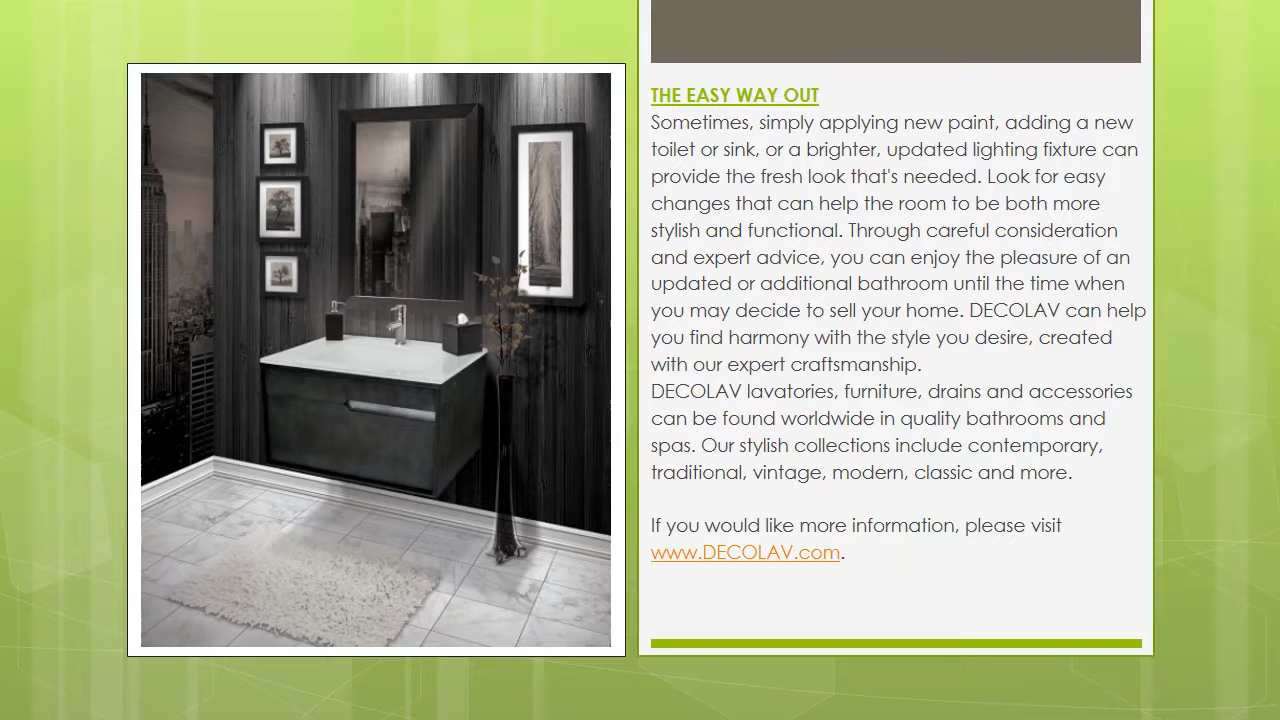 THE EASY WAY OUT
Sometimes, simply applying new paint, adding a new
toilet or sink, or a brighter, updated lighting fixture can
provide the fresh look that's needed. Look for easy
changes that can help the room to be both more
stylish and functional. Through careful consideration
and expert advice, you can enjoy the pleasure of an
updated or additional bathroom until the time when
you may decide to sell your home. DECOLAV can help
you find harmony with the style you desire, created
with our expert craftsmanship.
DECOLAV lavatories, furniture, drains and accessories
can be found worldwide in quality bathrooms and
spas. Our stylish collections include contemporary,
traditional, vintage, modern, classic and more.
If you would like more information, please visit
www.DECOLAV.com.